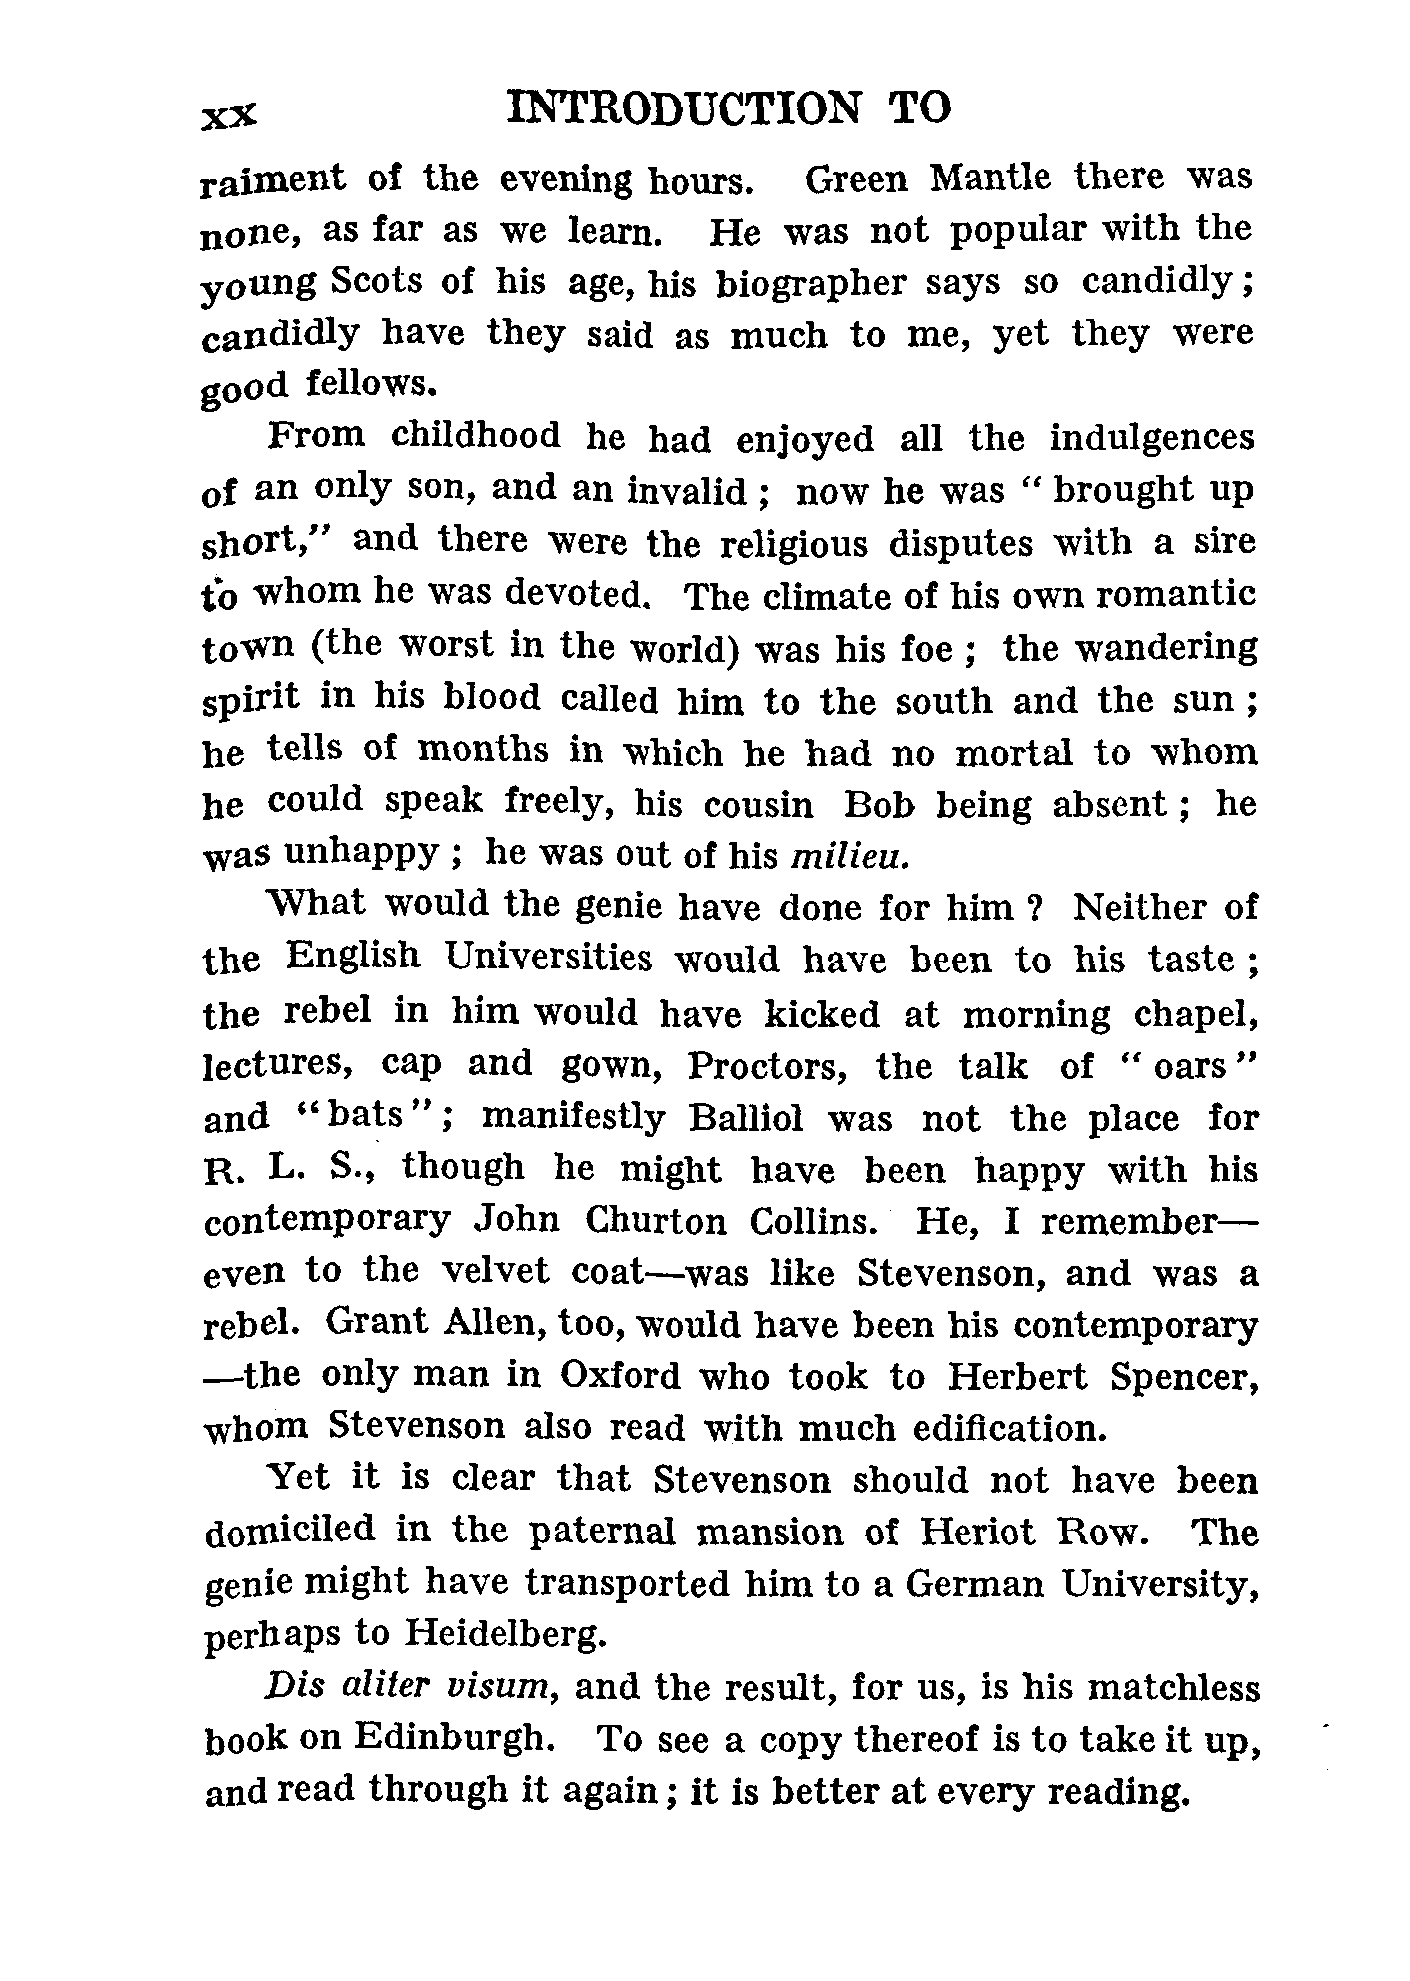 xx INTRODUCTION TO
raiment of the evening hours. Green Mantle there was
none, as far as we learn. He was not popular with the
young Scots of his age, his biographer says so candidly;
candidly have they said as much to me, yet they were
good fellows.
From childhood he had enjoyed all the indulgences
of an only son, and an invalid; now he was "brought up
short," and there were the religious disputes with a sire
to whom he was devoted. The climate of his own romantic
town (the worst in the world) was his foe; the wandering
spirit in his blood called him to the south and the sun;
he tells of months in which he had no mortal to whom
he could speak freely, his cousin Bob being absent; he
was unhappy; he was out of his milieu.
What would the genie have done for him? Neither of
the English Universities would have been to his taste;
the rebel in him would have kicked at morning chapel,
lectures, cap and gown, Proctors, the talk of "oars"
and "bats"; manifestly Balliol was not the place for
R. L. S., though he might have been happy with his
contemporary John Churton Collins. He, I remember—
even to the velvet coat—was like Stevenson, and was a
rebel. Grant Allen, too, would have been his contemporary
—the only man in Oxford who took to Herbert Spencer,
whom Stevenson also read with much edification.
Yet it is clear that Stevenson should not have been
domiciled in the paternal mansion of Heriot Row. The
genie might have transported him to a German University,
perhaps to Heidelberg.
Dis aliter visum, and the result, for us, is his matchless
book on Edinburgh. To see a copy thereof is to take it up,
and read through it again; it is better at every reading.